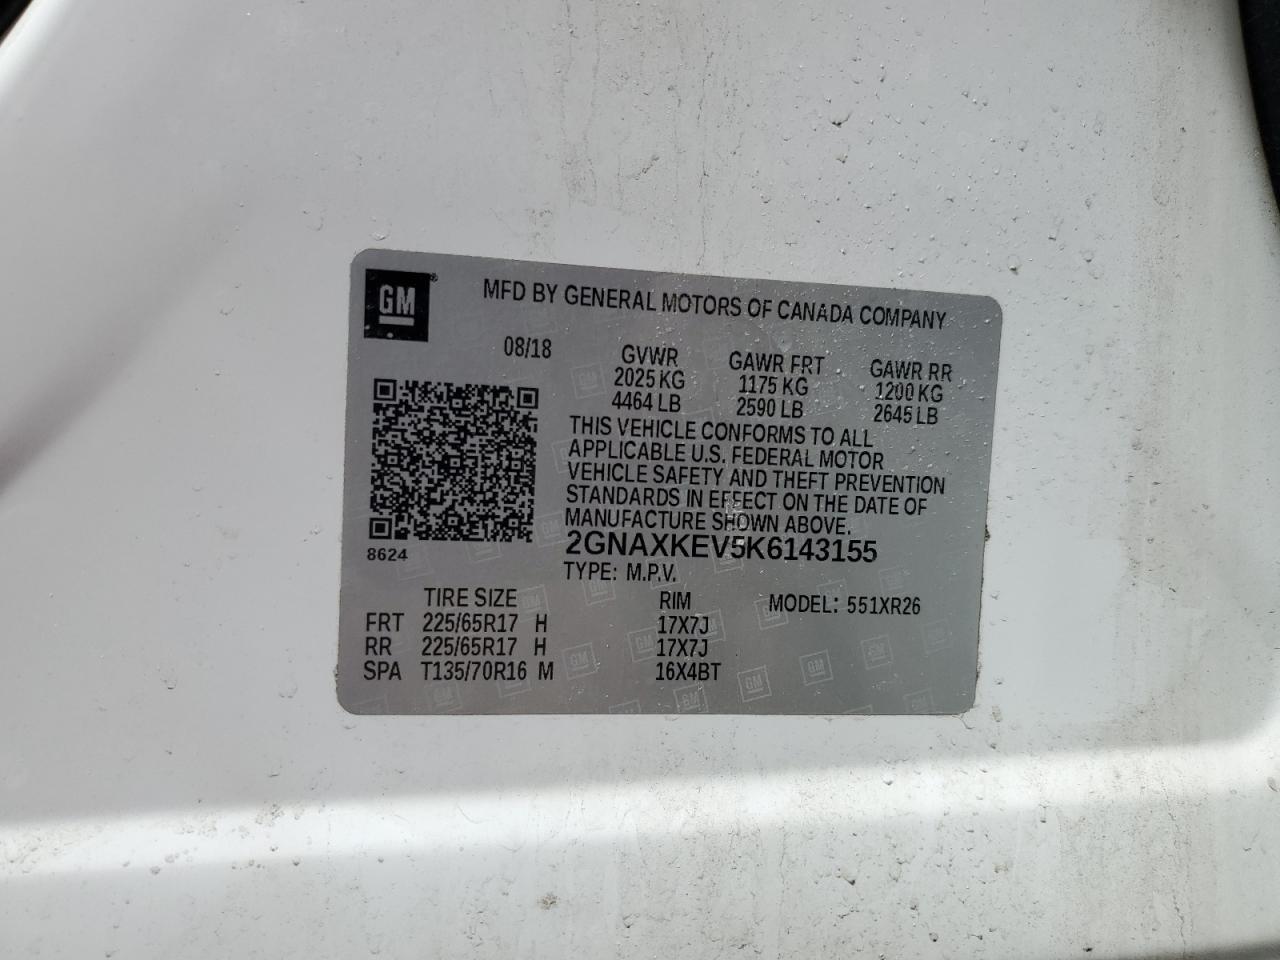 GM
MFD BY GENERAL MOTORS OF CANADA COMPANY
08/18
GVWR GAWR FRT GAWR RR
2025 KG 1175 KG 1200 KG
4464 LB 2590 LB 2645 LB
THIS VEHICLE CONFORMS TO ALL
APPLICABLE U.S. FEDERAL MOTOR
VEHICLE SAFETY AND THEFT PREVENTION
STANDARDS IN EFFECT ON THE DATE OF
MANUFACTURE SHOWN ABOVE.
8624
2GNAXKEV5K6143155
TYPE: M.P.V.
TIRE SIZE RIM MODEL: 551XR26
FRT 225/65R17 H 17X7J
RR 225/65R17 H 17X7J
SPA T135/70R16 M 16X4BT